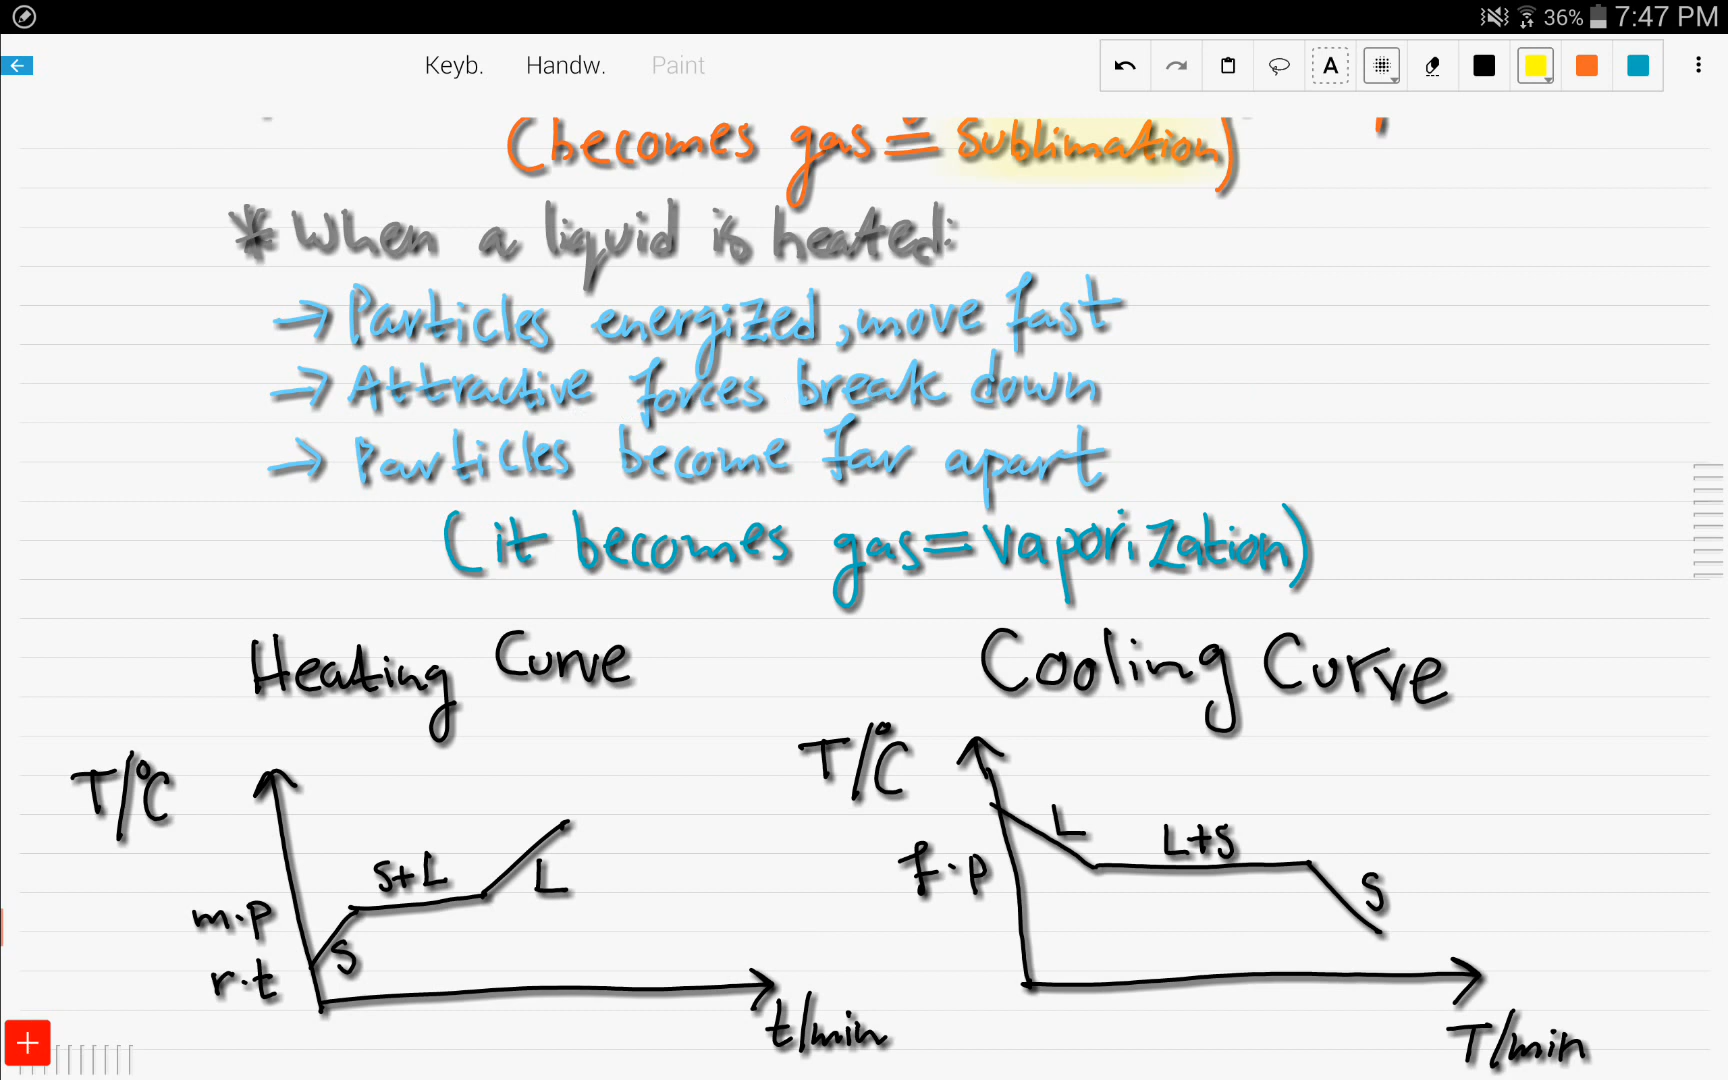 36% 7:47 PM
Keyb. Handw. Paint A
(becomes gas = sublimation)
* When a liquid is heated:
→ Particles energized, move fast
→ Attractive forces break down
→ Particles become far apart
(it becomes gas = vaporization)
Heating Curve
T/°C
S+L
L
m.p
S
r.t
t/min
Cooling Curve
T/°C
L
L+S
f.p
S
T/min